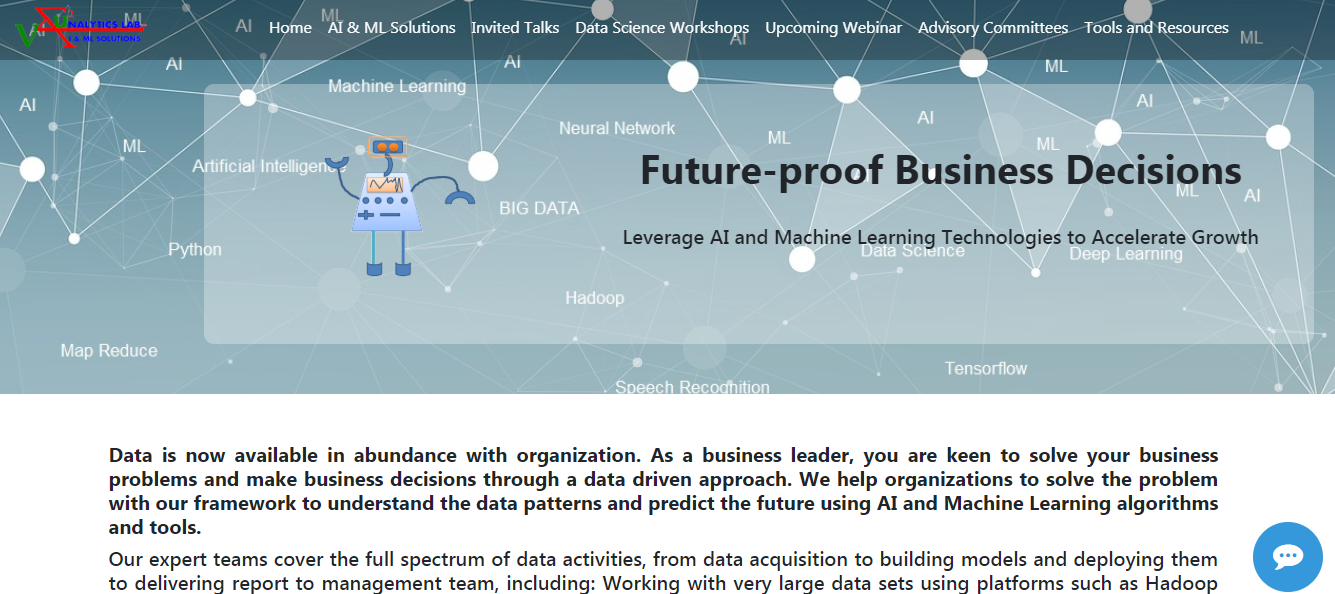 NALYTICS LAB
I & ML SOLUTIONS
Home AI & ML Solutions Invited Talks Data Science Workshops Upcoming Webinar Advisory Committees Tools and Resources
AI ML AI ML AI ML
AI AI ML
Machine Learning
AI AI AI
Neural Network ML
ML ML
Artificial Intelligence
Future-proof Business Decisions
ML AI
BIG DATA
Leverage AI and Machine Learning Technologies to Accelerate Growth
Python Data Science Deep Learning
Hadoop
Map Reduce
Tensorflow
Speech Recognition
Data is now available in abundance with organization. As a business leader, you are keen to solve your business
problems and make business decisions through a data driven approach. We help organizations to solve the problem
with our framework to understand the data patterns and predict the future using AI and Machine Learning algorithms
and tools.
Our expert teams cover the full spectrum of data activities, from data acquisition to building models and deploying them
to delivering report to management team, including: Working with very large data sets using platforms such as Hadoop